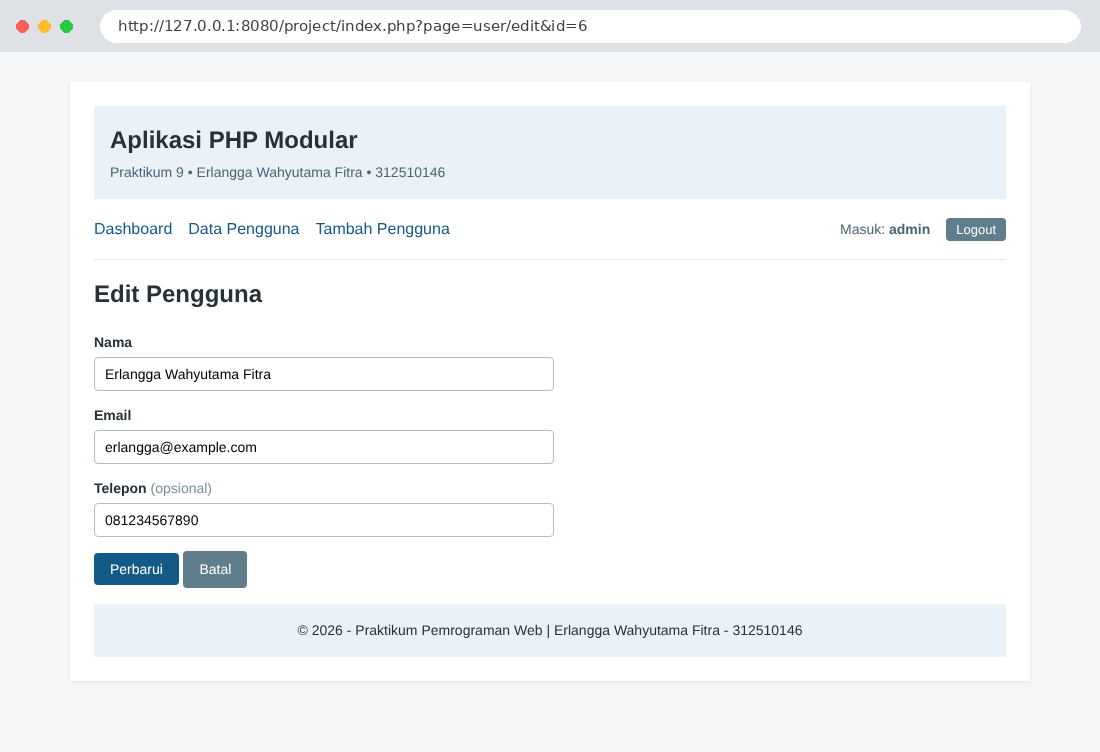 http://127.0.0.1:8080/project/index.php?page=user/edit&id=6
Aplikasi PHP Modular
Praktikum 9 • Erlangga Wahyutama Fitra • 312510146
Dashboard Data Pengguna Tambah Pengguna Masuk: admin Logout
Edit Pengguna
Nama
Erlangga Wahyutama Fitra
Email
erlangga@example.com
Telepon (opsional)
081234567890
Perbarui Batal
© 2026 - Praktikum Pemrograman Web | Erlangga Wahyutama Fitra - 312510146